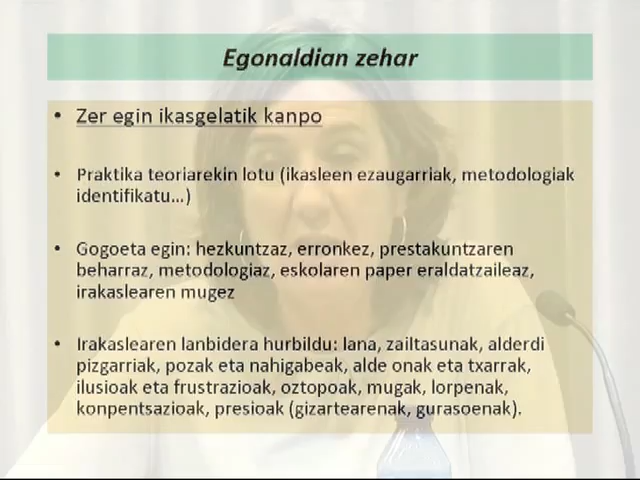 Egonaldian zehar
• Zer egin ikasgelatik kanpo
• Praktika teoriarekin lotu (ikasleen ezaugarriak, metodologiak
identifikatu...)
• Gogoeta egin: hezkuntzaz, erronkez, prestakuntzaren
beharraz, metodologiaz, eskolaren paper eraldatzaileaz,
irakaslearen mugez
• Irakaslearen lanbidera hurbildu: lana, zailtasunak, alderdi
pizgarriak, pozak eta nahigabeak, alde onak eta txarrak,
ilusioak eta frustrazioak, oztopoak, mugak, lorpenak,
konpentsazioak, presioak (gizartearenak, gurasoenak).